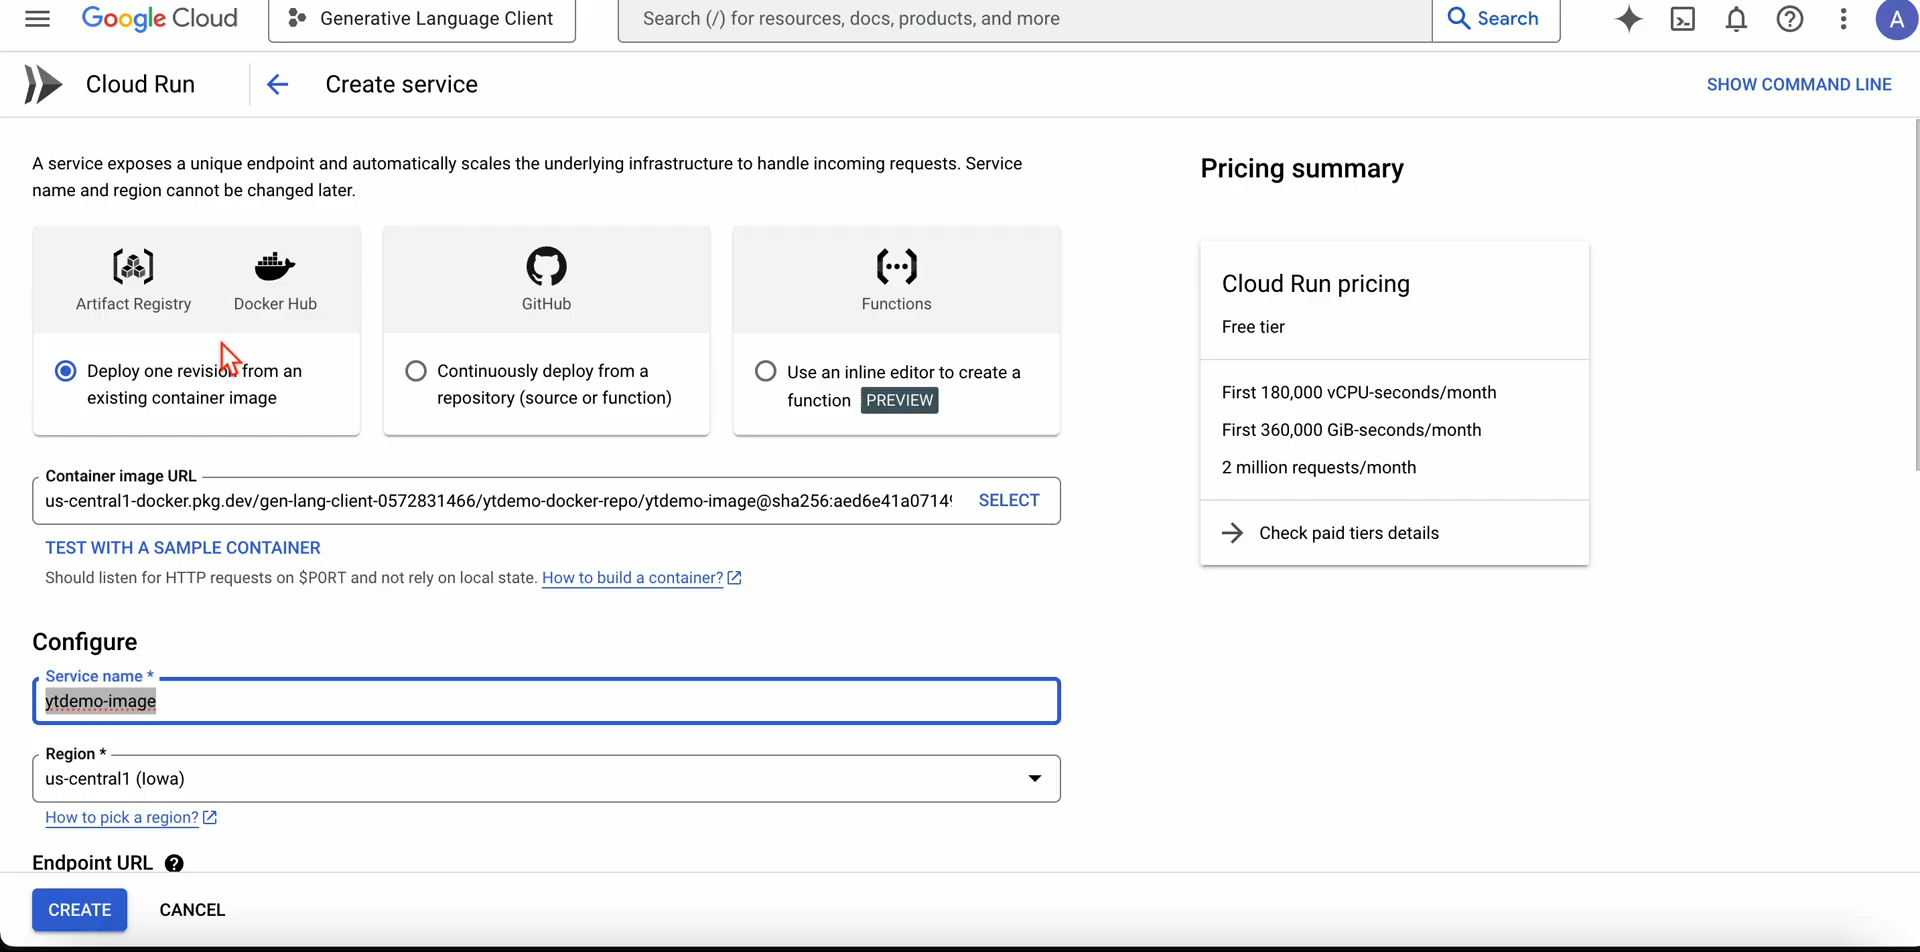 Google Cloud
Generative Language Client
Search (/) for resources, docs, products, and more
Search
A
Cloud Run
Create service
SHOW COMMAND LINE
A service exposes a unique endpoint and automatically scales the underlying infrastructure to handle incoming requests. Service
name and region cannot be changed later.
Artifact Registry
Docker Hub
GitHub
Functions
Deploy one revision from an
existing container image
Continuously deploy from a
repository (source or function)
Use an inline editor to create a
function PREVIEW
Container image URL
us-central1-docker.pkg.dev/gen-lang-client-0572831466/ytdemo-docker-repo/ytdemo-image@sha256:aed6e41a0714
SELECT
TEST WITH A SAMPLE CONTAINER
Should listen for HTTP requests on $PORT and not rely on local state. How to build a container?
Configure
Service name *
ytdemo-image
Region *
us-central1 (Iowa)
How to pick a region?
Endpoint URL ?
CREATE
CANCEL
Pricing summary
Cloud Run pricing
Free tier
First 180,000 vCPU-seconds/month
First 360,000 GiB-seconds/month
2 million requests/month
Check paid tiers details